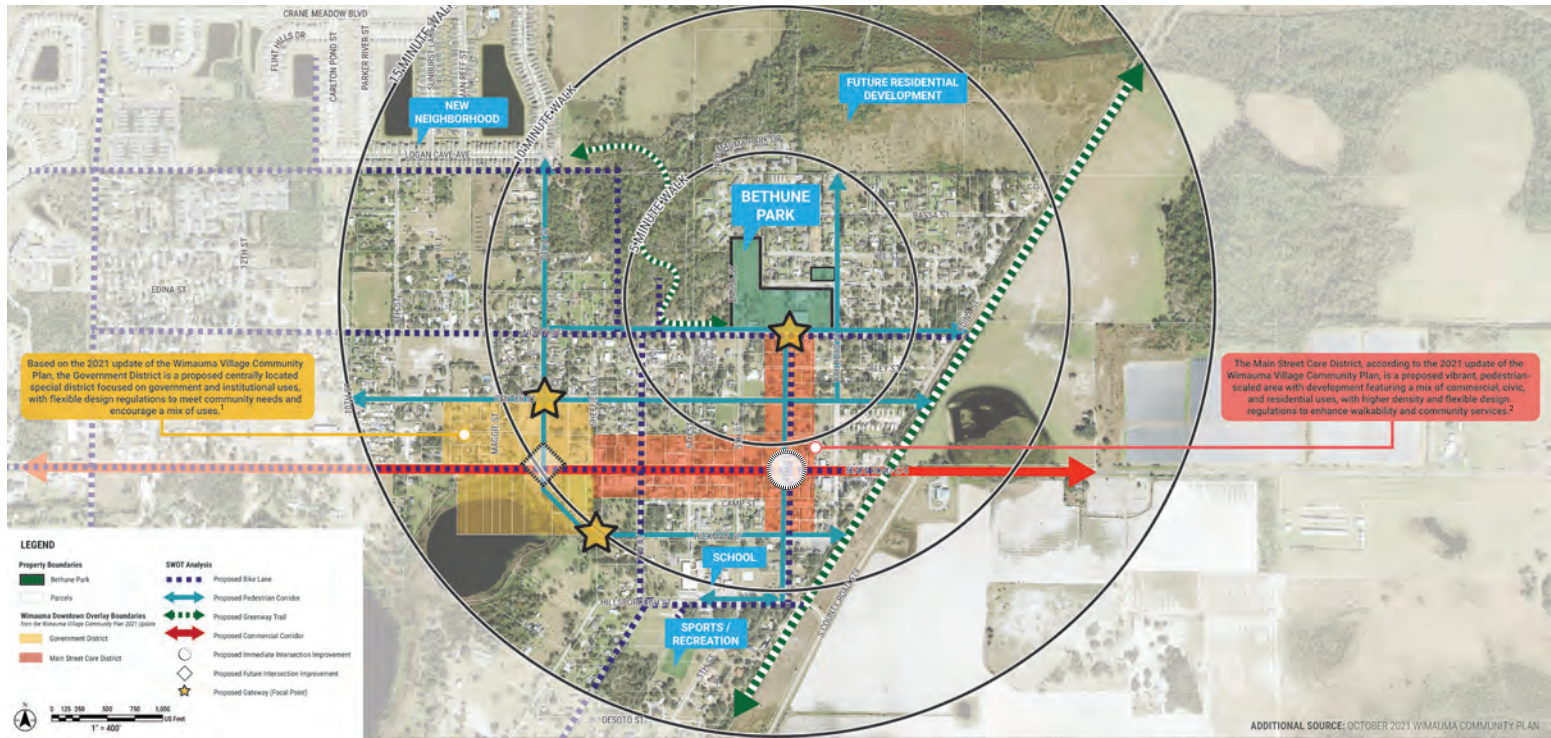 CRANE MEADOW BLVD
FLINT HILLS DR
CARLTON POND ST
PARKER RIVER ST
15-MINUTE WALK
NEW
NEIGHBORHOOD
LOGAN CAVE AVE
10-MINUTE WALK
FUTURE RESIDENTIAL
DEVELOPMENT
5-MINUTE WALK
BETHUNE
PARK
12TH ST
EDINA ST
Based on the 2021 update of the Wimauma Village Community
Plan, the Government District is a proposed centrally located
special district focused on government and institutional uses,
with flexible design regulations to meet community needs and
encourage a mix of uses.1
The Main Street Core District, according to the 2021 update of the
Wimauma Village Community Plan, is a proposed vibrant, pedestrian-
scaled area with development featuring a mix of commercial, civic,
and residential uses, with higher density and flexible design
regulations to enhance walkability and community services.2
MAGGIE ST
SCHOOL
SPORTS /
RECREATION
DESOTO ST
LEGEND
Property Boundaries
Bethune Park
Parcels
Wimauma Downtown Overlay Boundaries
from the Wimauma Village Community Plan 2021 Update
Government District
Main Street Core District
SWOT Analysis
Proposed Bike Lane
Proposed Pedestrian Corridor
Proposed Greenway Trail
Proposed Commercial Corridor
Proposed Immediate Intersection Improvement
Proposed Future Intersection Improvement
Proposed Gateway (Focal Point)
N
0 125 250 500 750 1,000
US Feet
1" = 400'
ADDITIONAL SOURCE: OCTOBER 2021 WIMAUMA COMMUNITY PLAN